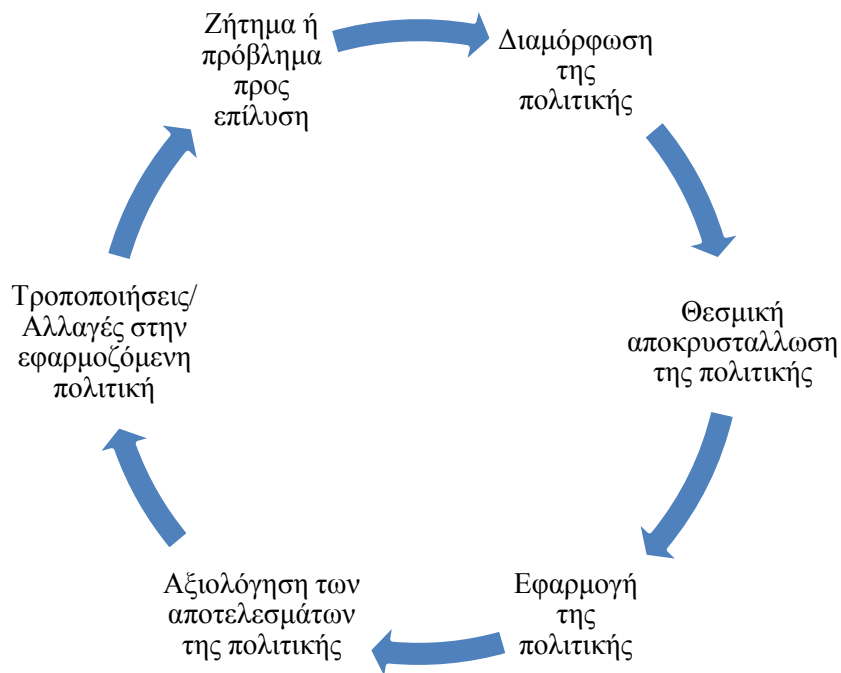 Ζήτημα ή
πρόβλημα
προς
επίλυση
Διαμόρφωση
της
πολιτικής
Θεσμική
αποκρυσταλλωση
της πολιτικής
Εφαρμογή
της
πολιτικής
Αξιολόγηση των
αποτελεσμάτων
της πολιτικής
Τροποποιήσεις/
Αλλαγές στην
εφαρμοζόμενη
πολιτική